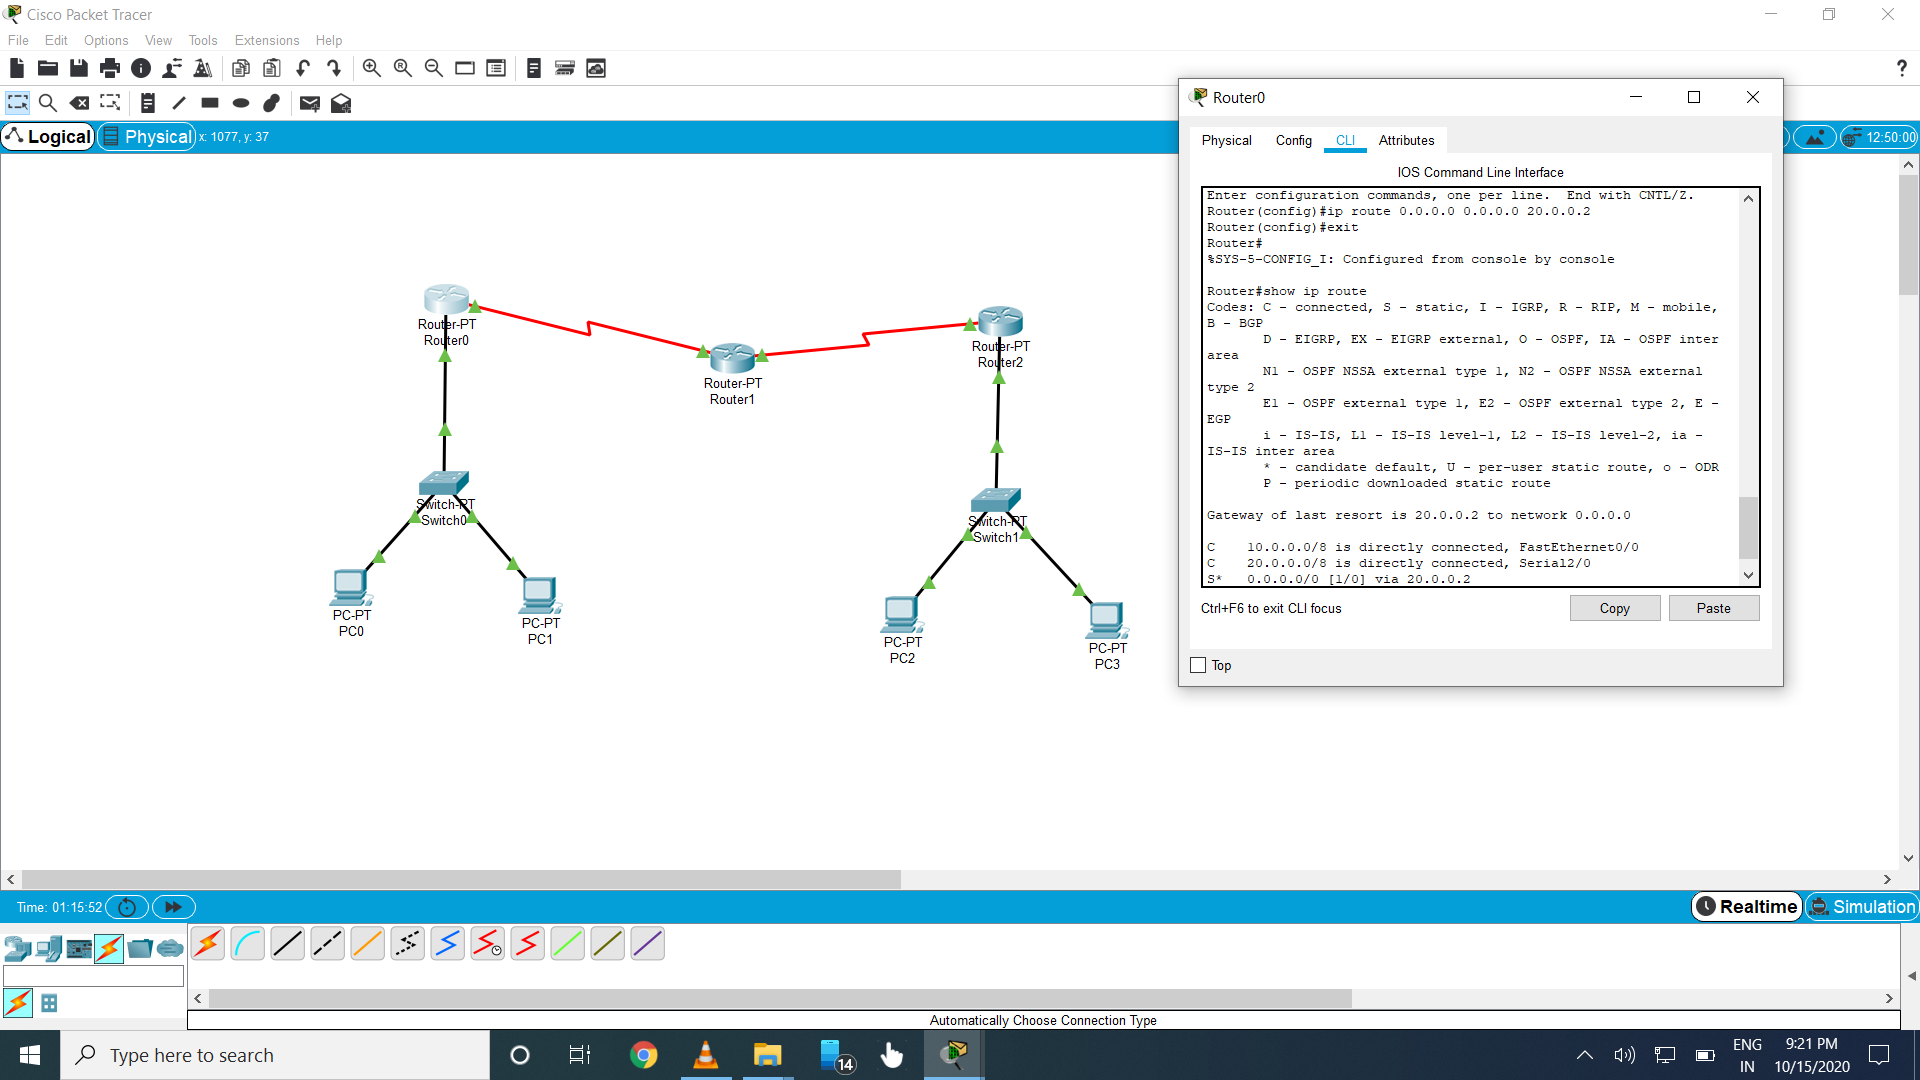 Cisco Packet Tracer
File Edit Options View Tools Extensions Help
?
Logical Physical x: 1077, y: 37
12:50:00
Router-PT
Router0
Router-PT
Router1
Router-PT
Router2
Switch-PT
Switch0
Switch-PT
Switch1
PC-PT
PC0
PC-PT
PC1
PC-PT
PC2
PC-PT
PC3
Router0
Physical Config CLI Attributes
IOS Command Line Interface
Enter configuration commands, one per line.  End with CNTL/Z.
Router(config)#ip route 0.0.0.0 0.0.0.0 20.0.0.2
Router(config)#exit
Router#
%SYS-5-CONFIG_I: Configured from console by console
Router#show ip route
Codes: C - connected, S - static, I - IGRP, R - RIP, M - mobile,
B - BGP
D - EIGRP, EX - EIGRP external, O - OSPF, IA - OSPF inter
area
N1 - OSPF NSSA external type 1, N2 - OSPF NSSA external
type 2
E1 - OSPF external type 1, E2 - OSPF external type 2, E -
EGP
i - IS-IS, L1 - IS-IS level-1, L2 - IS-IS level-2, ia -
IS-IS inter area
* - candidate default, U - per-user static route, o - ODR
P - periodic downloaded static route
Gateway of last resort is 20.0.0.2 to network 0.0.0.0
C    10.0.0.0/8 is directly connected, FastEthernet0/0
C    20.0.0.0/8 is directly connected, Serial2/0
S*   0.0.0.0/0 [1/0] via 20.0.0.2
Ctrl+F6 to exit CLI focus
Copy Paste
Top
Time: 01:15:52
Realtime Simulation
Automatically Choose Connection Type
Type here to search
14
ENG
IN
9:21 PM
10/15/2020